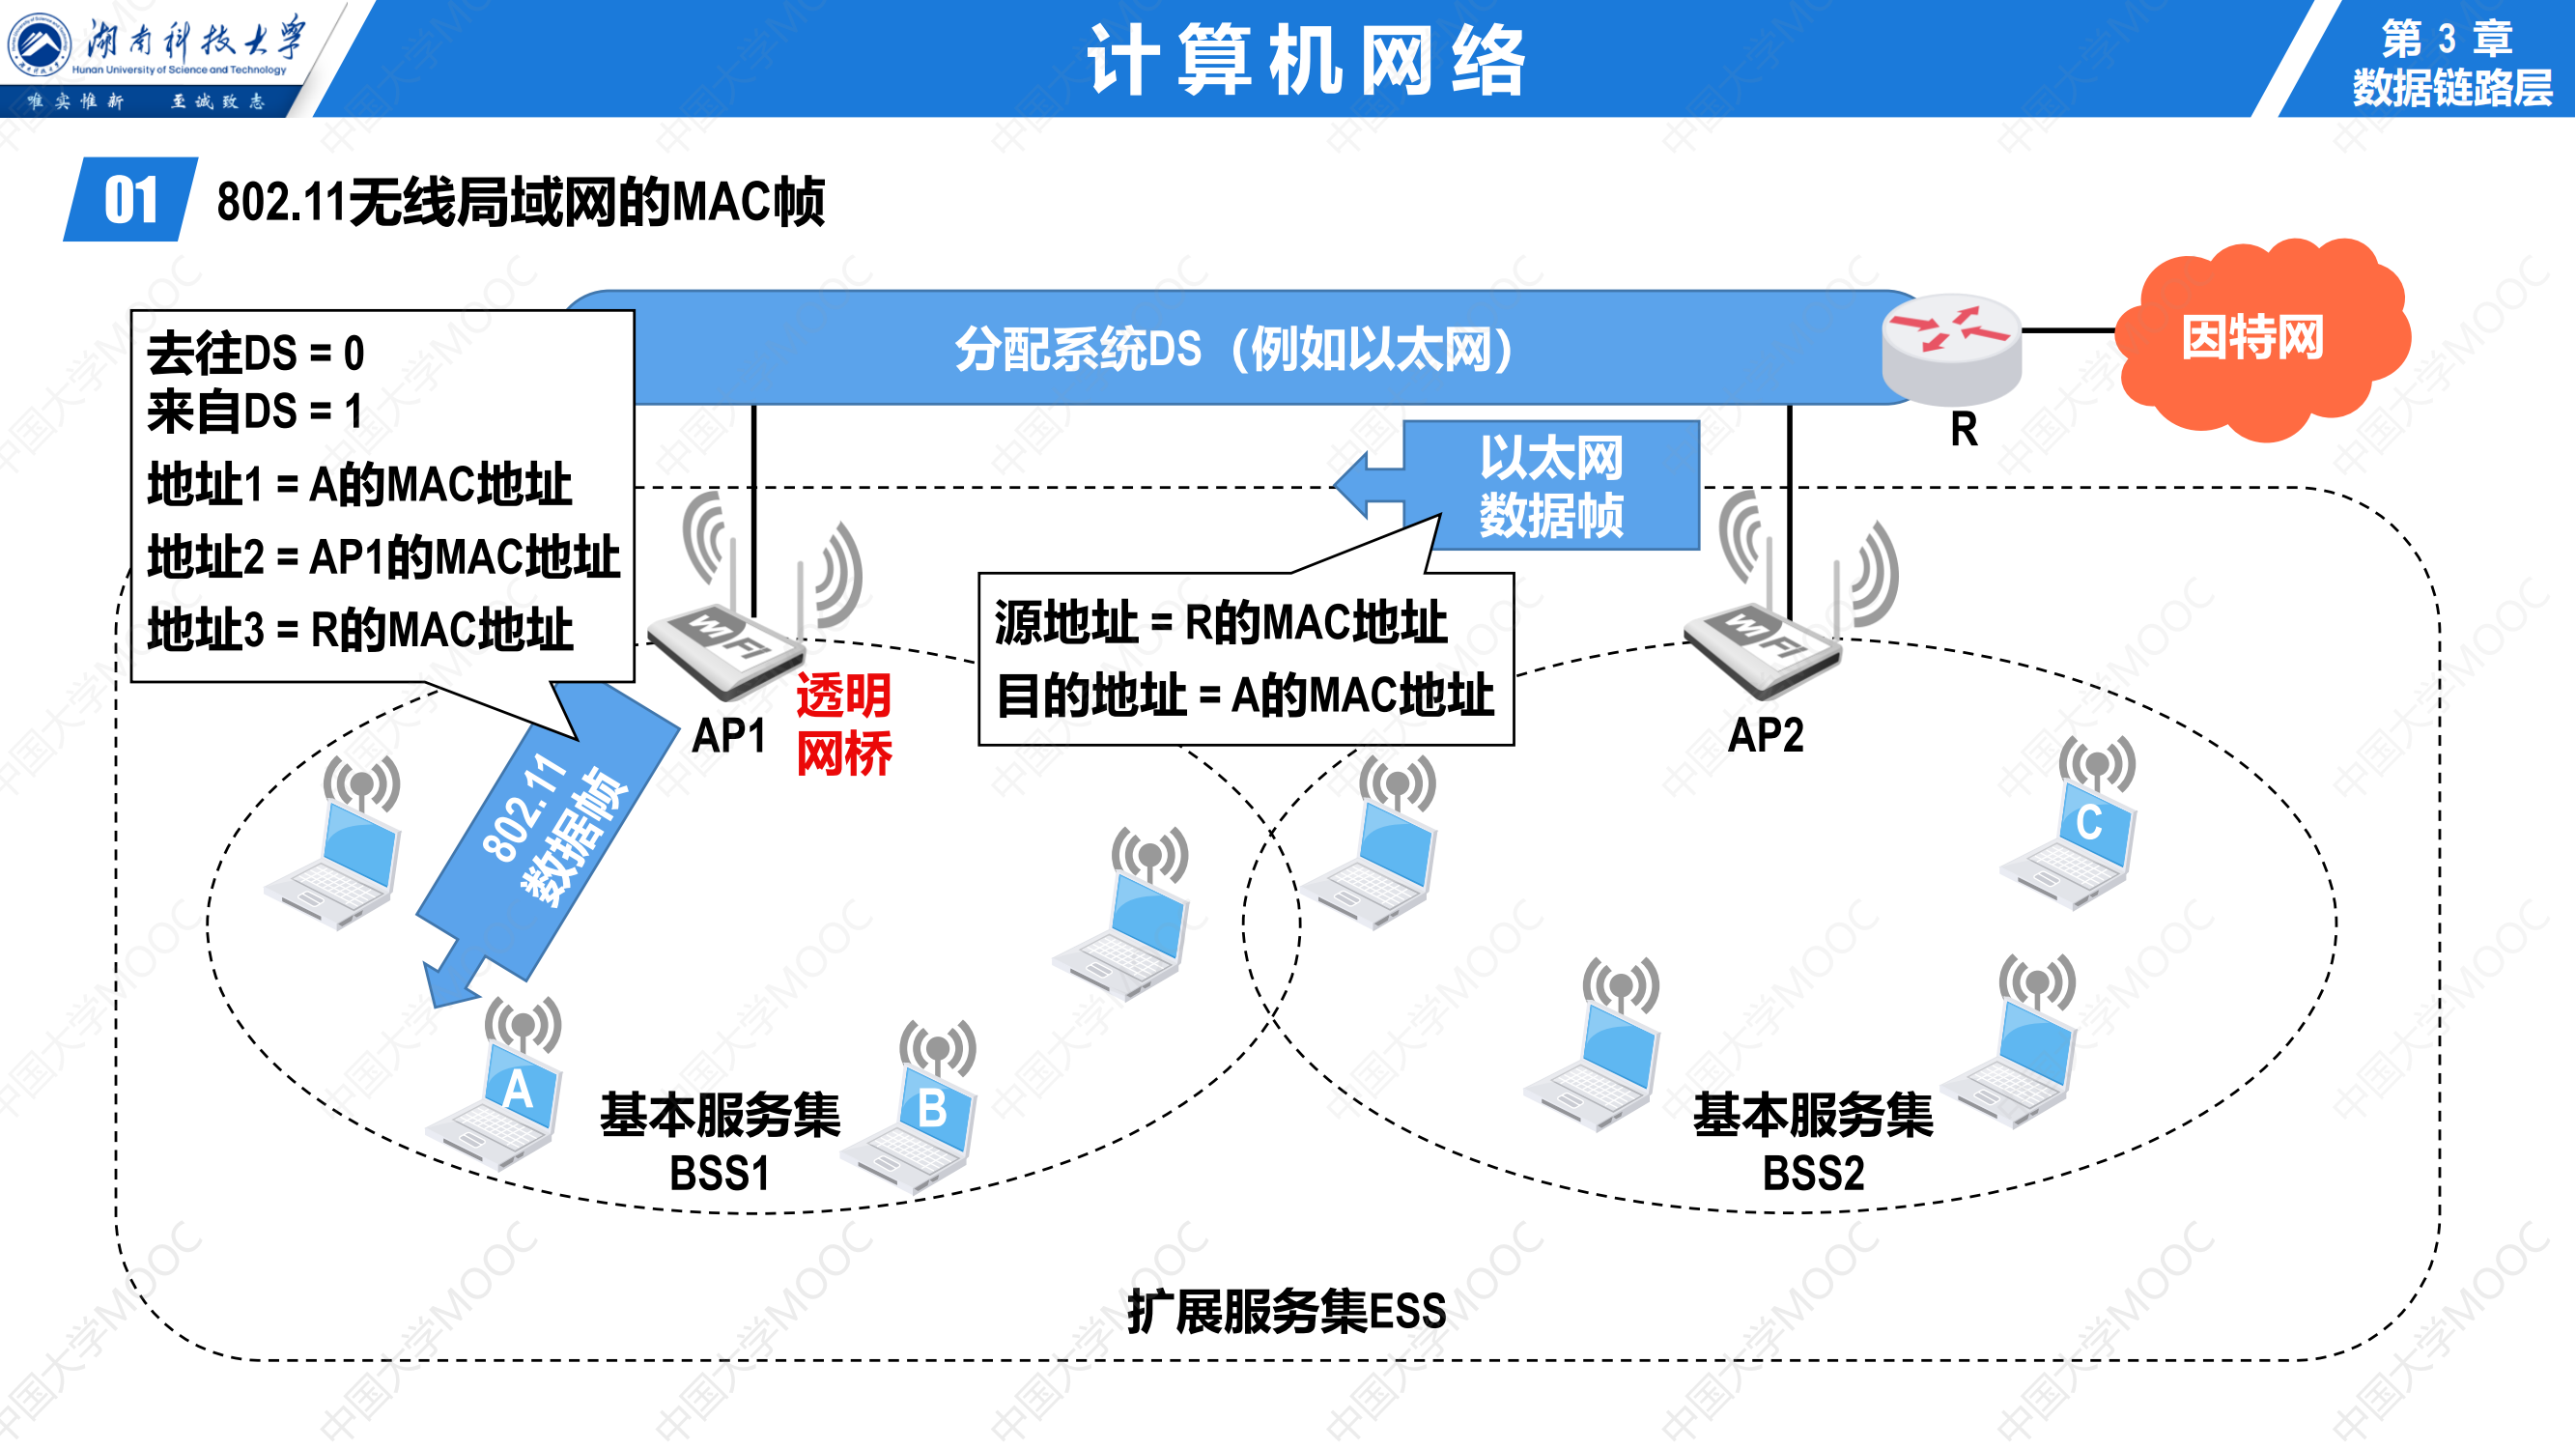 湖南科技大学
Hunan University of Science and Technology
唯实惟新 至诚致志
计算机网络
第 3 章
数据链路层
01 802.11无线局域网的MAC帧
去往DS = 0
来自DS = 1
地址1 = A的MAC地址
地址2 = AP1的MAC地址
地址3 = R的MAC地址
分配系统DS（例如以太网）
R
因特网
以太网
数据帧
源地址 = R的MAC地址
目的地址 = A的MAC地址
WiFi
AP1
透明
网桥
WiFi
AP2
802.11
数据帧
A
B
C
基本服务集
BSS1
基本服务集
BSS2
扩展服务集ESS
中国大学MOOC